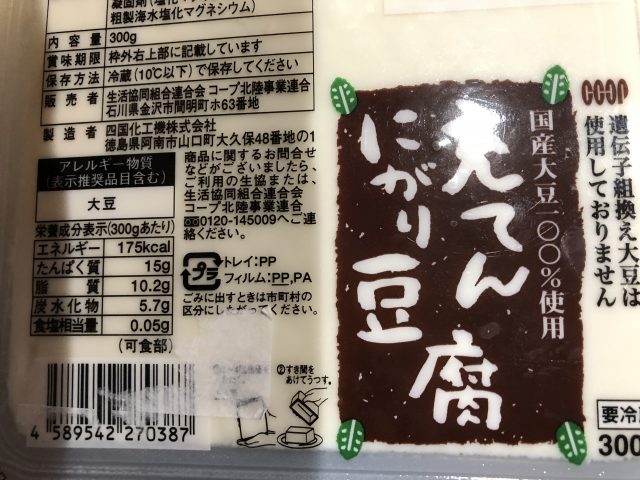 凝固剤(塩化マグネシウム)
粗製海水塩化マグネシウム)
内容量 300g
賞味期限 枠外右上部に記載しています
保存方法 冷蔵(10℃以下)で保存してください
販売者 生活協同組合連合会 コープ北陸事業連合
石川県金沢市間明町ホ63番地
製造者 四国化工機株式会社
徳島県阿南市山口町大久保48番地の1
アレルギー物質
(表示推奨品目含む)
大豆
栄養成分表示(300gあたり)
エネルギー 175kcal
たんぱく質 15g
脂質 10.2g
炭水化物 5.7g
食塩相当量 0.05g
(可食部)
商品に関するお問合せ
などがございましたら、
ご利用の生協または、
生活協同組合連合会
コープ北陸事業連合
0120-145009へご連
絡ください。
プラ
トレイ:PP
フィルム:PP,PA
ごみに出すときは市町村の
区分にしたがってください。
②すき間を
あけてうつす。
4 589542 270387
COOP
遺伝子組換え大豆は
使用しておりません
国産大豆一〇〇%使用
充てん
にがり豆腐
要冷
300